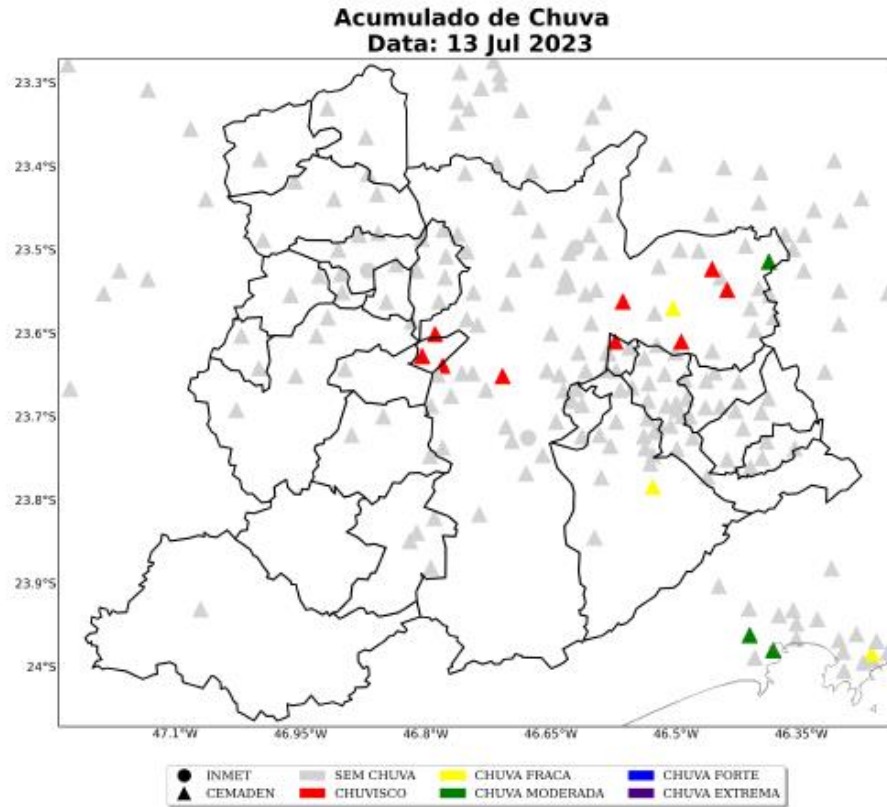 Acumulado de Chuva
Data: 13 Jul 2023
23.3°S
23.4°S
23.5°S
23.6°S
23.7°S
23.8°S
23.9°S
24°S
47.1°W 46.95°W 46.8°W 46.65°W 46.5°W 46.35°W
INMET SEM CHUVA CHUVA FRACA CHUVA FORTE
CEMADEN CHUVISCO CHUVA MODERADA CHUVA EXTREMA